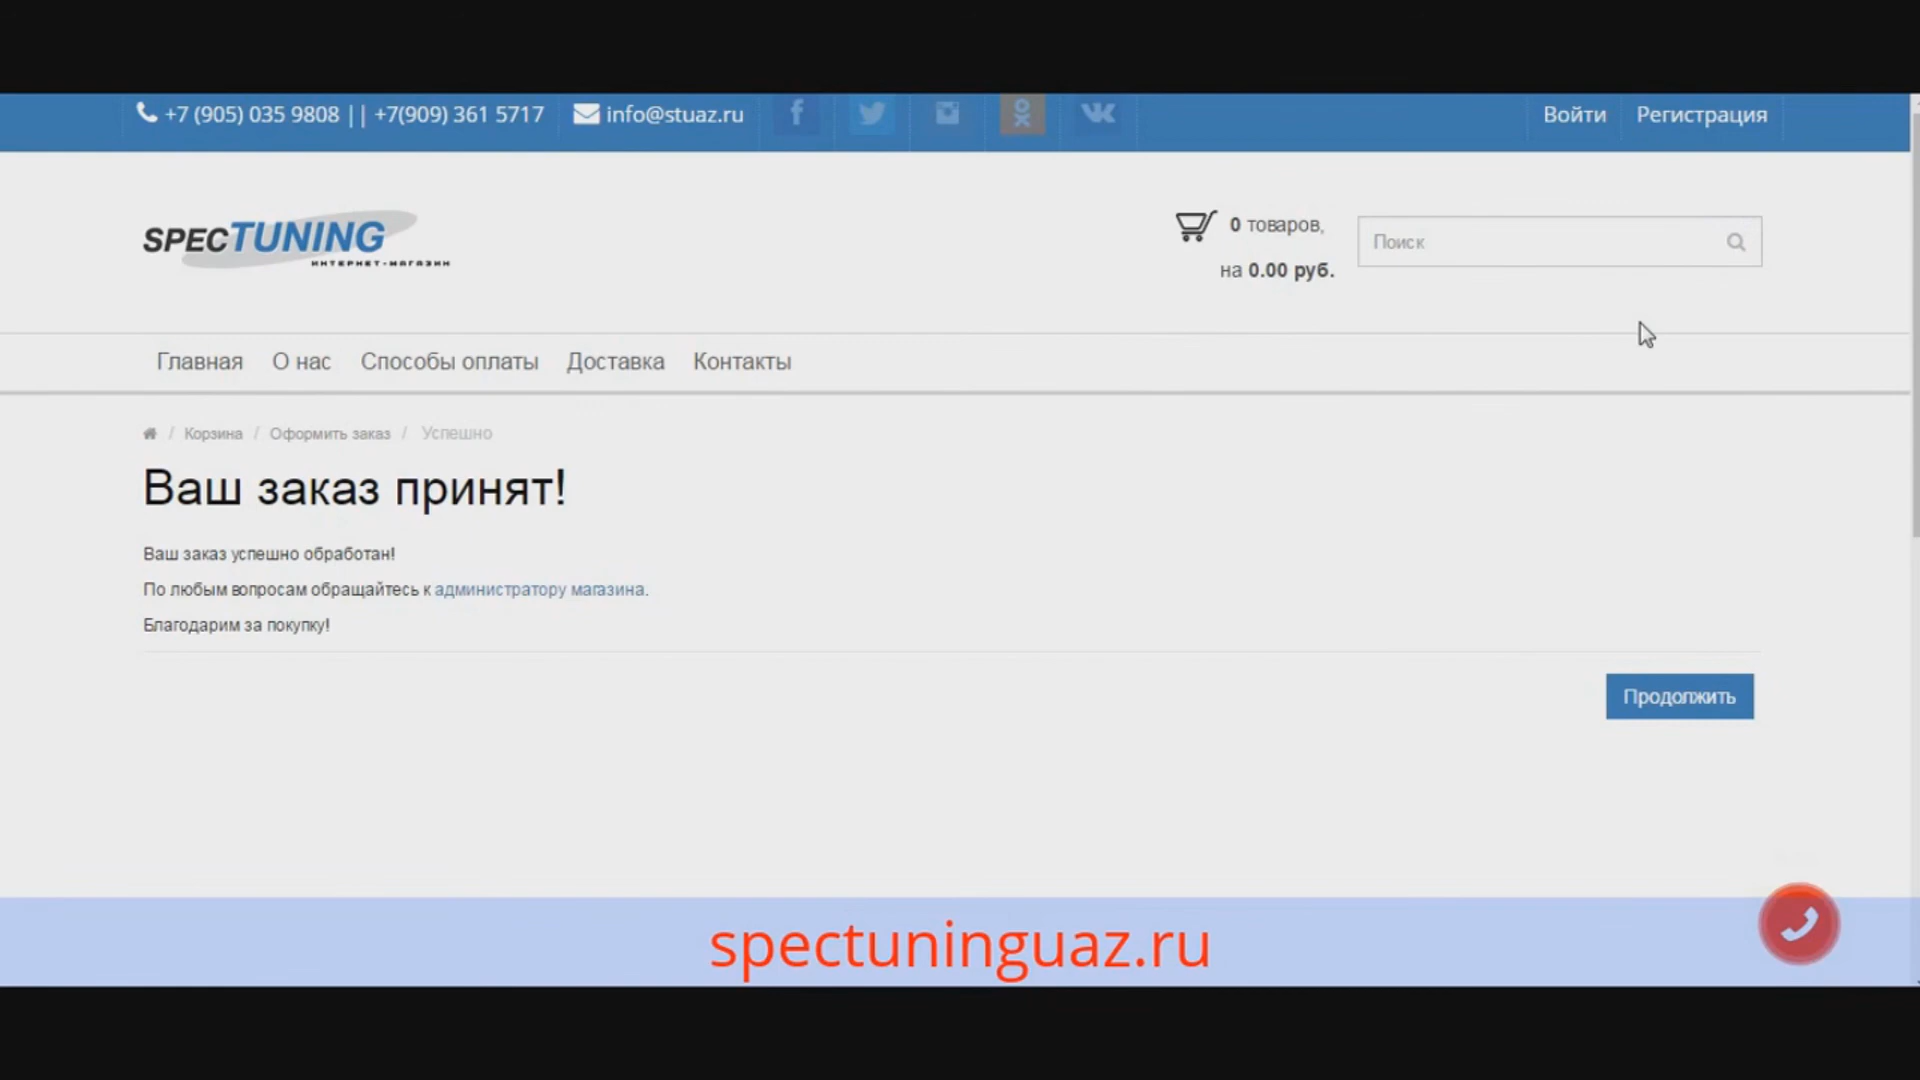 +7 (905) 035 9808 || +7(909) 361 5717 info@stuaz.ru Войти Регистрация
SPECTUNING
ИНТЕРНЕТ-МАГАЗИН
0 товаров,
на 0.00 руб.
Поиск
Главная О нас Способы оплаты Доставка Контакты
/ Корзина / Оформить заказ / Успешно
Ваш заказ принят!
Ваш заказ успешно обработан!
По любым вопросам обращайтесь к администратору магазина.
Благодарим за покупку!
Продолжить
spectuninguaz.ru